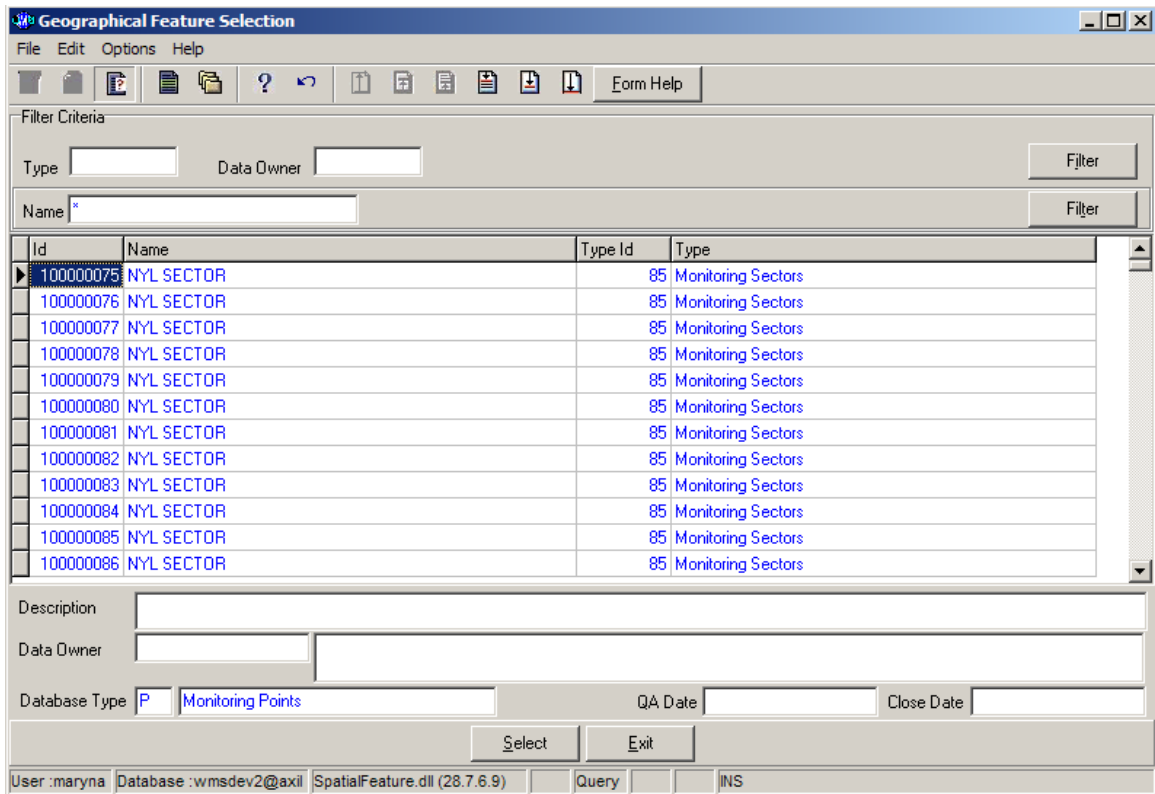 Geographical Feature Selection
File Edit Options Help
? Form Help
Filter Criteria
Type Data Owner Filter
Name * Filter
Id Name Type Id Type
100000075 NYL SECTOR 85 Monitoring Sectors
100000076 NYL SECTOR 85 Monitoring Sectors
100000077 NYL SECTOR 85 Monitoring Sectors
100000078 NYL SECTOR 85 Monitoring Sectors
100000079 NYL SECTOR 85 Monitoring Sectors
100000080 NYL SECTOR 85 Monitoring Sectors
100000081 NYL SECTOR 85 Monitoring Sectors
100000082 NYL SECTOR 85 Monitoring Sectors
100000083 NYL SECTOR 85 Monitoring Sectors
100000084 NYL SECTOR 85 Monitoring Sectors
100000085 NYL SECTOR 85 Monitoring Sectors
100000086 NYL SECTOR 85 Monitoring Sectors
Description
Data Owner
Database Type P Monitoring Points QA Date Close Date
Select Exit
User :maryna Database :wmsdev2@axil SpatialFeature.dll (28.7.6.9) Query INS